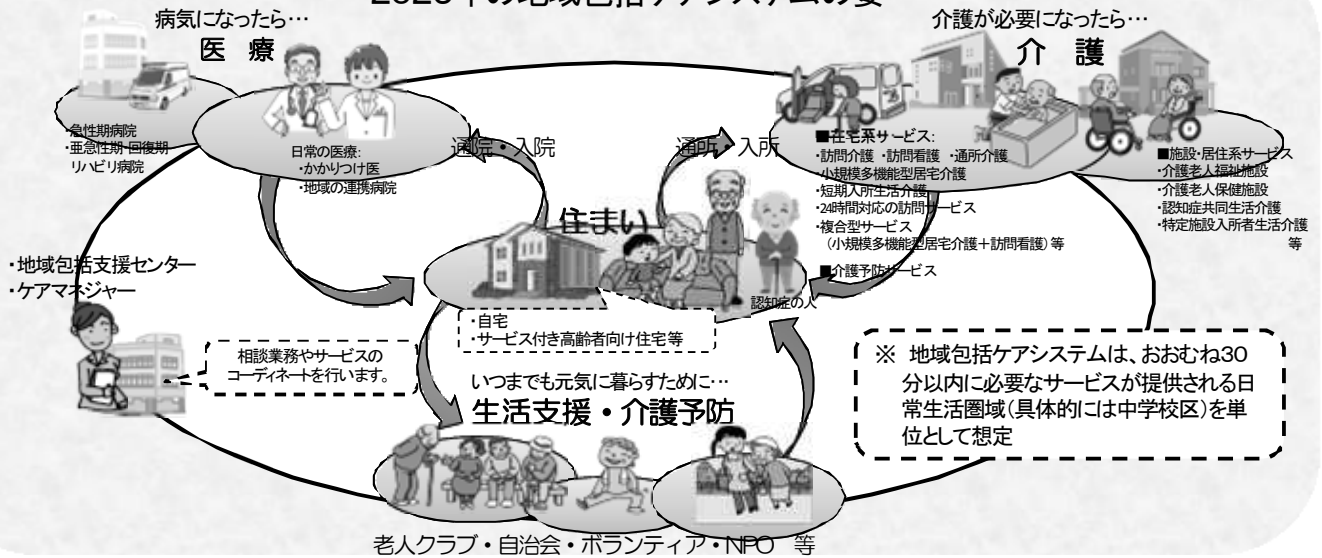 病気になったら…
医 療
・急性期病院
・亜急性期・回復期
リハビリ病院
日常の医療:
・かかりつけ医
・地域の連携病院
通院・入院
通所・入所
介護が必要になったら…
介 護
■在宅系サービス:
・訪問介護 ・訪問看護 ・通所介護
・小規模多機能型居宅介護
・短期入所生活介護
・24時間対応の訪問サービス
・複合型サービス
(小規模多機能型居宅介護+訪問看護)等
■介護予防サービス
■施設・居住系サービス
・介護老人福祉施設
・介護老人保健施設
・認知症共同生活介護
・特定施設入所者生活介護
等
住まい
認知症の人
・自宅
・サービス付き高齢者向け住宅等
・地域包括支援センター
・ケアマネジャー
相談業務やサービスの
コーディネートを行います。
いつまでも元気に暮らすために…
生活支援・介護予防
老人クラブ・自治会・ボランティア・NPO 等
※ 地域包括ケアシステムは、おおむね30
分以内に必要なサービスが提供される日
常生活圏域(具体的には中学校区)を単
位として想定